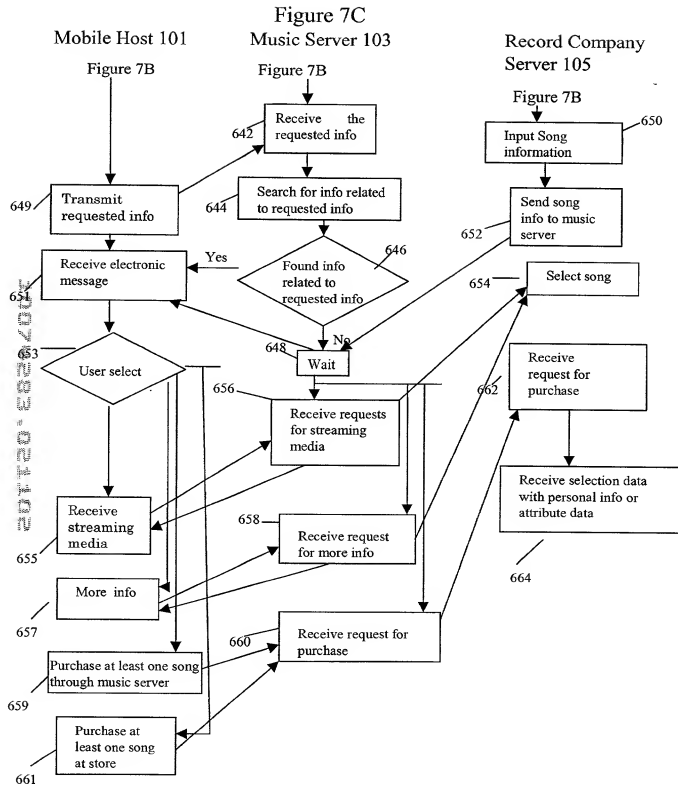 Figure 7C
Mobile Host 101
Music Server 103
Record Company
Server 105
Figure 7B
Figure 7B
Figure 7B
642
Receive the
requested info
650
Input Song
information
649
Transmit
requested info
644
Search for info related
to requested info
652
Send song
info to music
server
651
Receive electronic
message
Yes
646
Found info
related to
requested info
654
Select song
No
648
Wait
653
User select
656
Receive requests
for streaming
media
662
Receive
request for
purchase
Receive selection data
with personal info or
attribute data
664
655
Receive
streaming
media
658
Receive request
for more info
657
More info
660
Receive request for
purchase
659
Purchase at least one song
through music server
661
Purchase at
least one song
at store